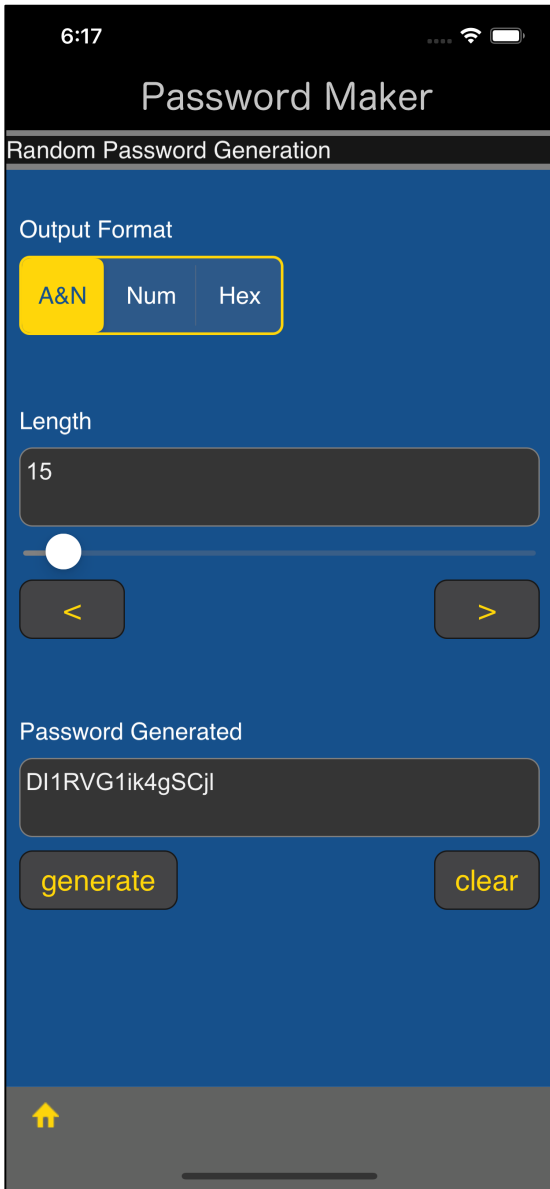 6:17
Password Maker
Random Password Generation
Output Format
A&N Num Hex
Length
15
< >
Password Generated
DI1RVG1ik4gSCjl
generate clear